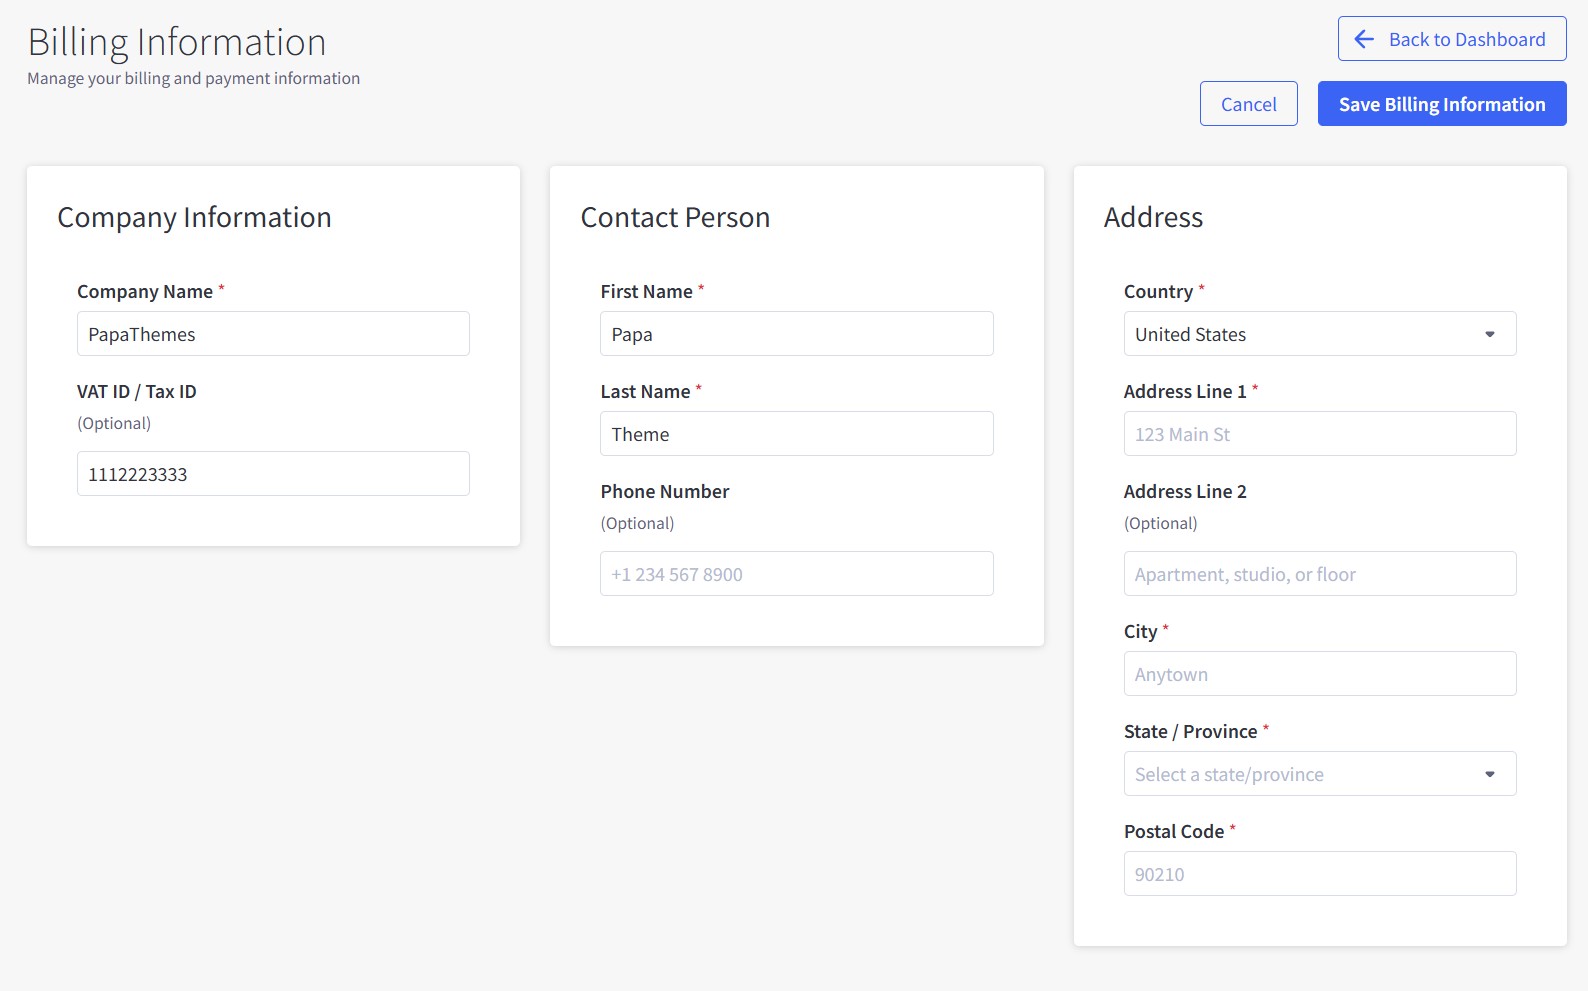 Billing Information
Manage your billing and payment information
Back to Dashboard
Cancel
Save Billing Information
Company Information
Company Name *
PapaThemes
VAT ID / Tax ID
(Optional)
1112223333
Contact Person
First Name *
Papa
Last Name *
Theme
Phone Number
(Optional)
+1 234 567 8900
Address
Country *
United States
Address Line 1 *
123 Main St
Address Line 2
(Optional)
Apartment, studio, or floor
City *
Anytown
State / Province *
Select a state/province
Postal Code *
90210